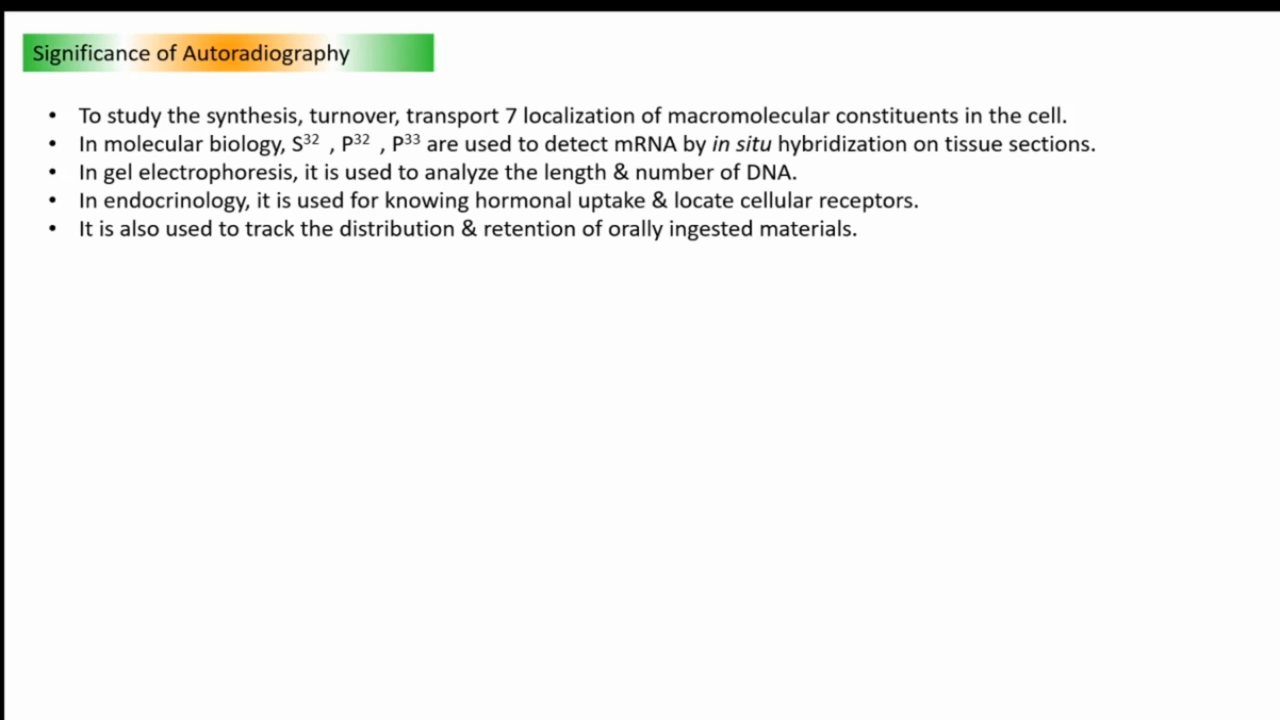 Significance of Autoradiography
• To study the synthesis, turnover, transport 7 localization of macromolecular constituents in the cell.
• In molecular biology, S³² , P³² , P³³ are used to detect mRNA by in situ hybridization on tissue sections.
• In gel electrophoresis, it is used to analyze the length & number of DNA.
• In endocrinology, it is used for knowing hormonal uptake & locate cellular receptors.
• It is also used to track the distribution & retention of orally ingested materials.